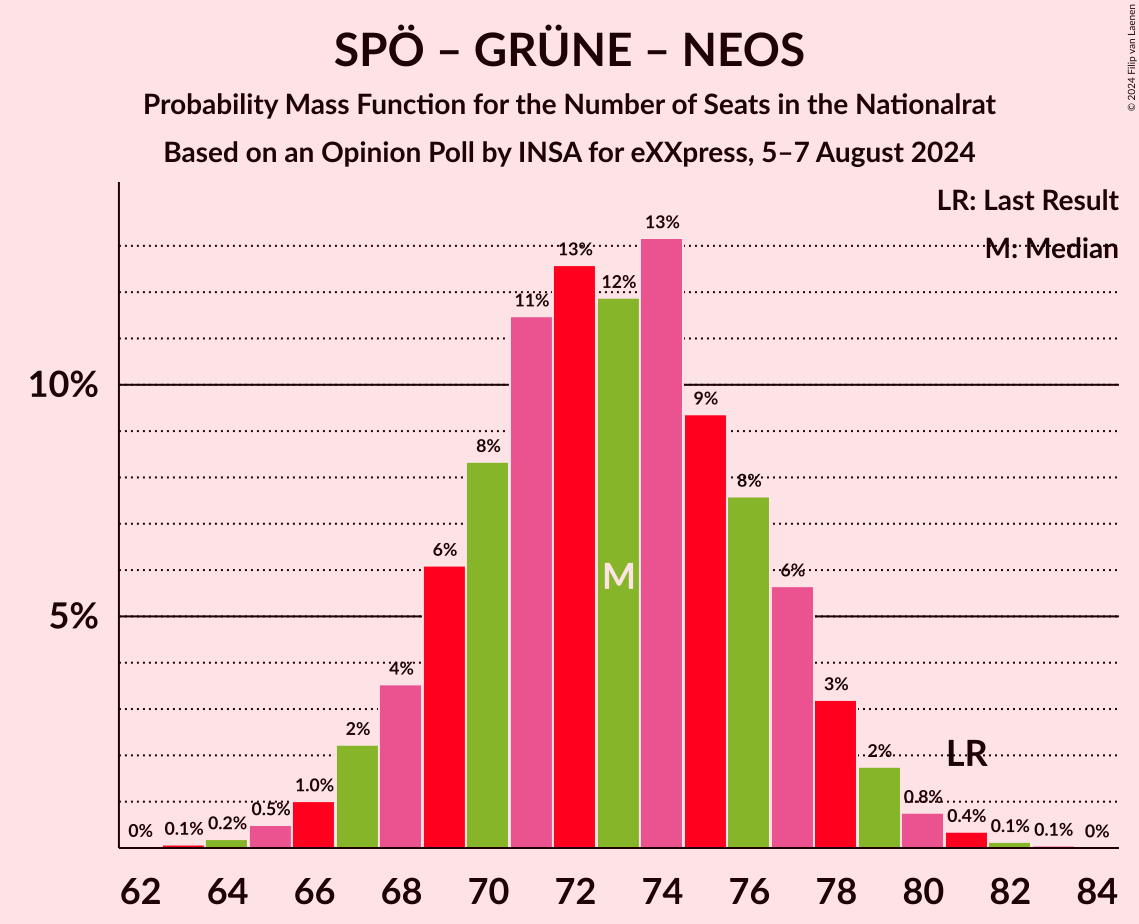 SPÖ – GRÜNE – NEOS
Probability Mass Function for the Number of Seats in the Nationalrat
Based on an Opinion Poll by INSA for eXXpress, 5–7 August 2024
© 2024 Filip van Laenen
LR: Last Result
M: Median
13%
13%
12%
11%
10%
9%
8%
8%
6%
6%
M
5%
4%
3%
2%
2%
LR
1.0%
0.8%
0.5%
0.4%
0% 0.1% 0.2% 0.1% 0.1% 0%
62 64 66 68 70 72 74 76 78 80 82 84